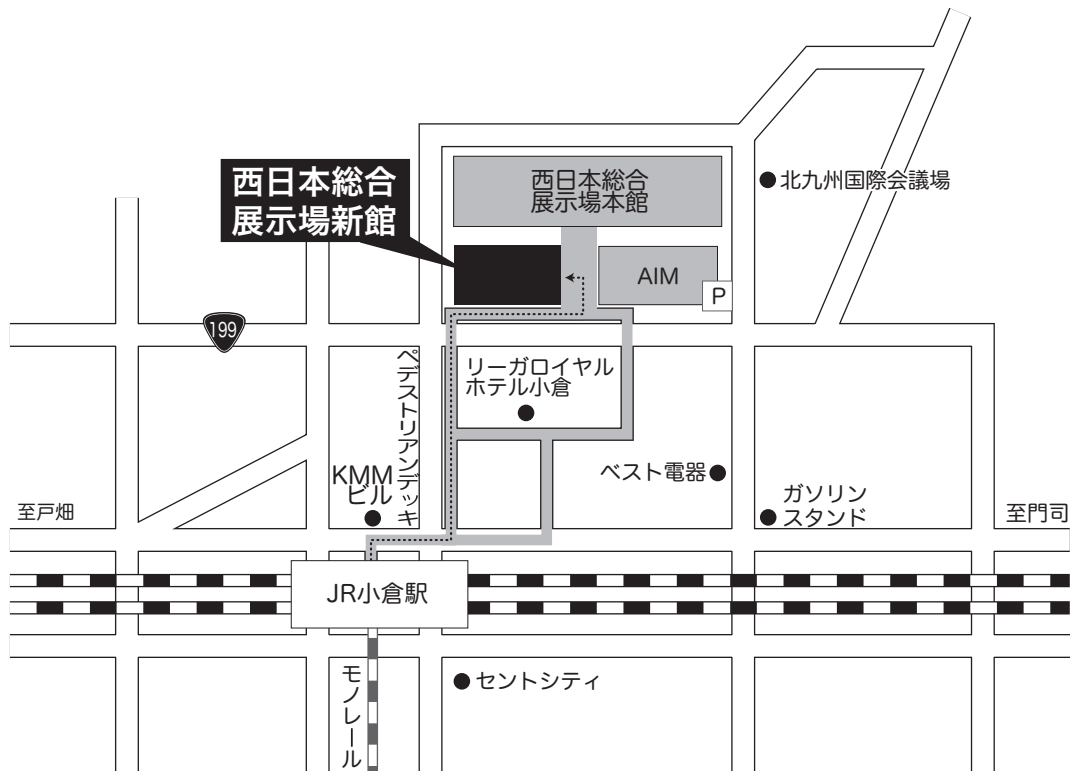 西日本総合
展示場新館
西日本総合
展示場本館
北九州国際会議場
AIM
P
199
ペデストリアンデッキ
リーガロイヤル
ホテル小倉
KMM
ビル
ベスト電器
ガソリン
スタンド
至戸畑
至門司
JR小倉駅
モノレール
セントシティ